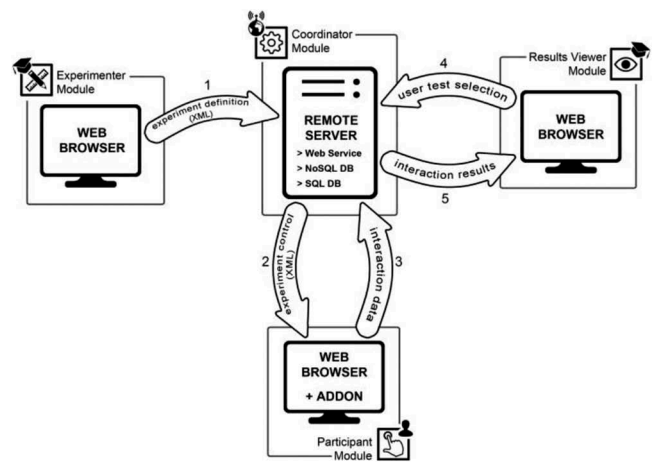 Experimenter
Module
WEB
BROWSER
1
experiment definition
(XML)
Coordinator
Module
REMOTE
SERVER
> Web Service
> NoSQL DB
> SQL DB
4
user test selection
interaction results
5
Results Viewer
Module
WEB
BROWSER
2
experiment control
(XML)
interaction
data
3
WEB
BROWSER
+ ADDON
Participant
Module